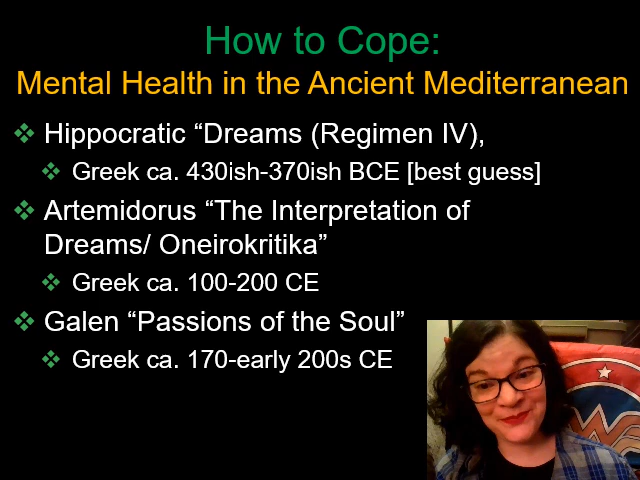 How to Cope:
Mental Health in the Ancient Mediterranean
❖ Hippocratic “Dreams (Regimen IV),
❖ Greek ca. 430ish-370ish BCE [best guess]
❖ Artemidorus “The Interpretation of
Dreams/ Oneirokritika”
❖ Greek ca. 100-200 CE
❖ Galen “Passions of the Soul”
❖ Greek ca. 170-early 200s CE